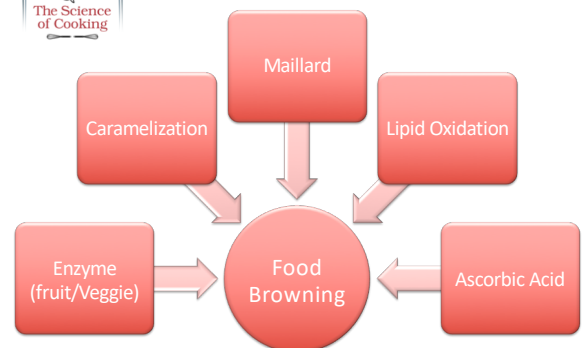 The Science
of Cooking
Maillard
Caramelization
Lipid Oxidation
Enzyme
(fruit/Veggie)
Food
Browning
Ascorbic Acid